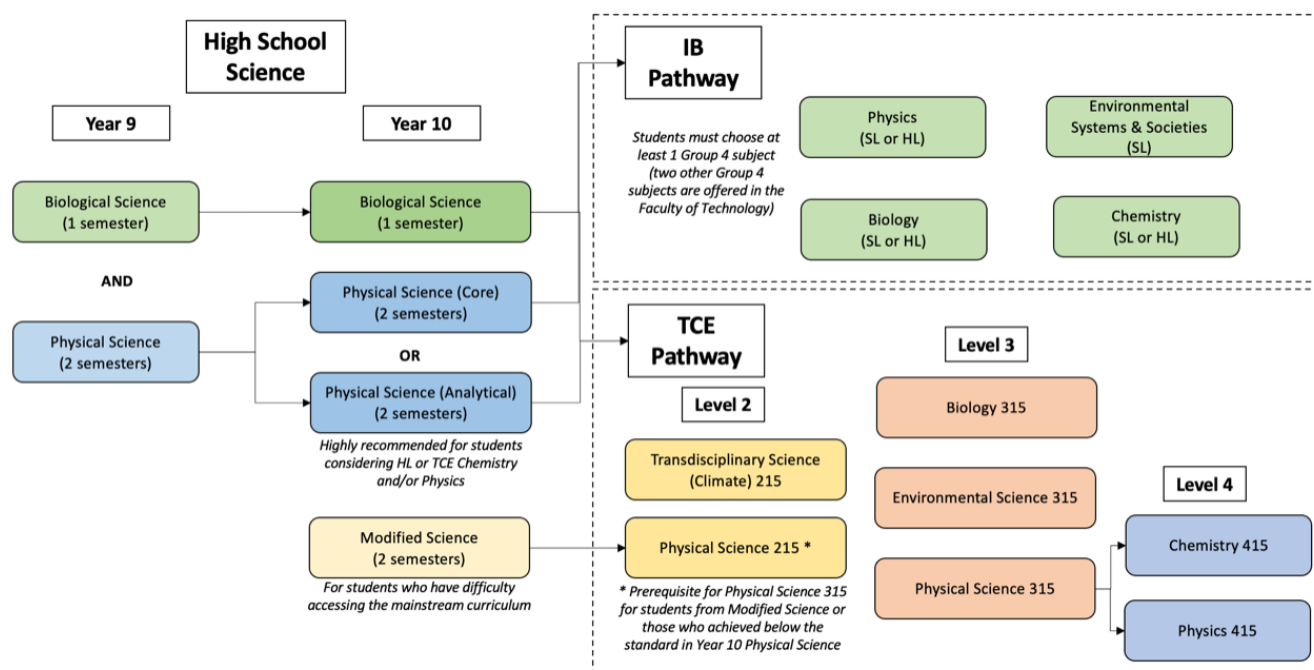 High School
Science
Year 9
Year 10
Biological Science
(1 semester)
Biological Science
(1 semester)
AND
Physical Science
(2 semesters)
Physical Science (Core)
(2 semesters)
OR
Physical Science (Analytical)
(2 semesters)
Highly recommended for students
considering HL or TCE Chemistry
and/or Physics
Modified Science
(2 semesters)
For students who have difficulty
accessing the mainstream curriculum
IB
Pathway
Students must choose at
least 1 Group 4 subject
(two other Group 4
subjects are offered in the
Faculty of Technology)
Physics
(SL or HL)
Environmental
Systems & Societies
(SL)
Biology
(SL or HL)
Chemistry
(SL or HL)
TCE
Pathway
Level 2
Transdisciplinary Science
(Climate) 215
Physical Science 215 *
* Prerequisite for Physical Science 315
for students from Modified Science or
those who achieved below the
standard in Year 10 Physical Science
Level 3
Biology 315
Environmental Science 315
Physical Science 315
Level 4
Chemistry 415
Physics 415